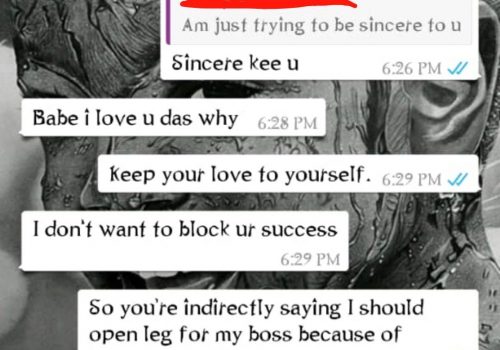 Am just trying to be sincere to u
Sincere kee u
6:26 PM
Babe i love u das why
6:28 PM
keep your love to yourself.
6:29 PM
I don't want to block ur success
6:29 PM
So you're indirectly saying I should
open leg for my boss because of